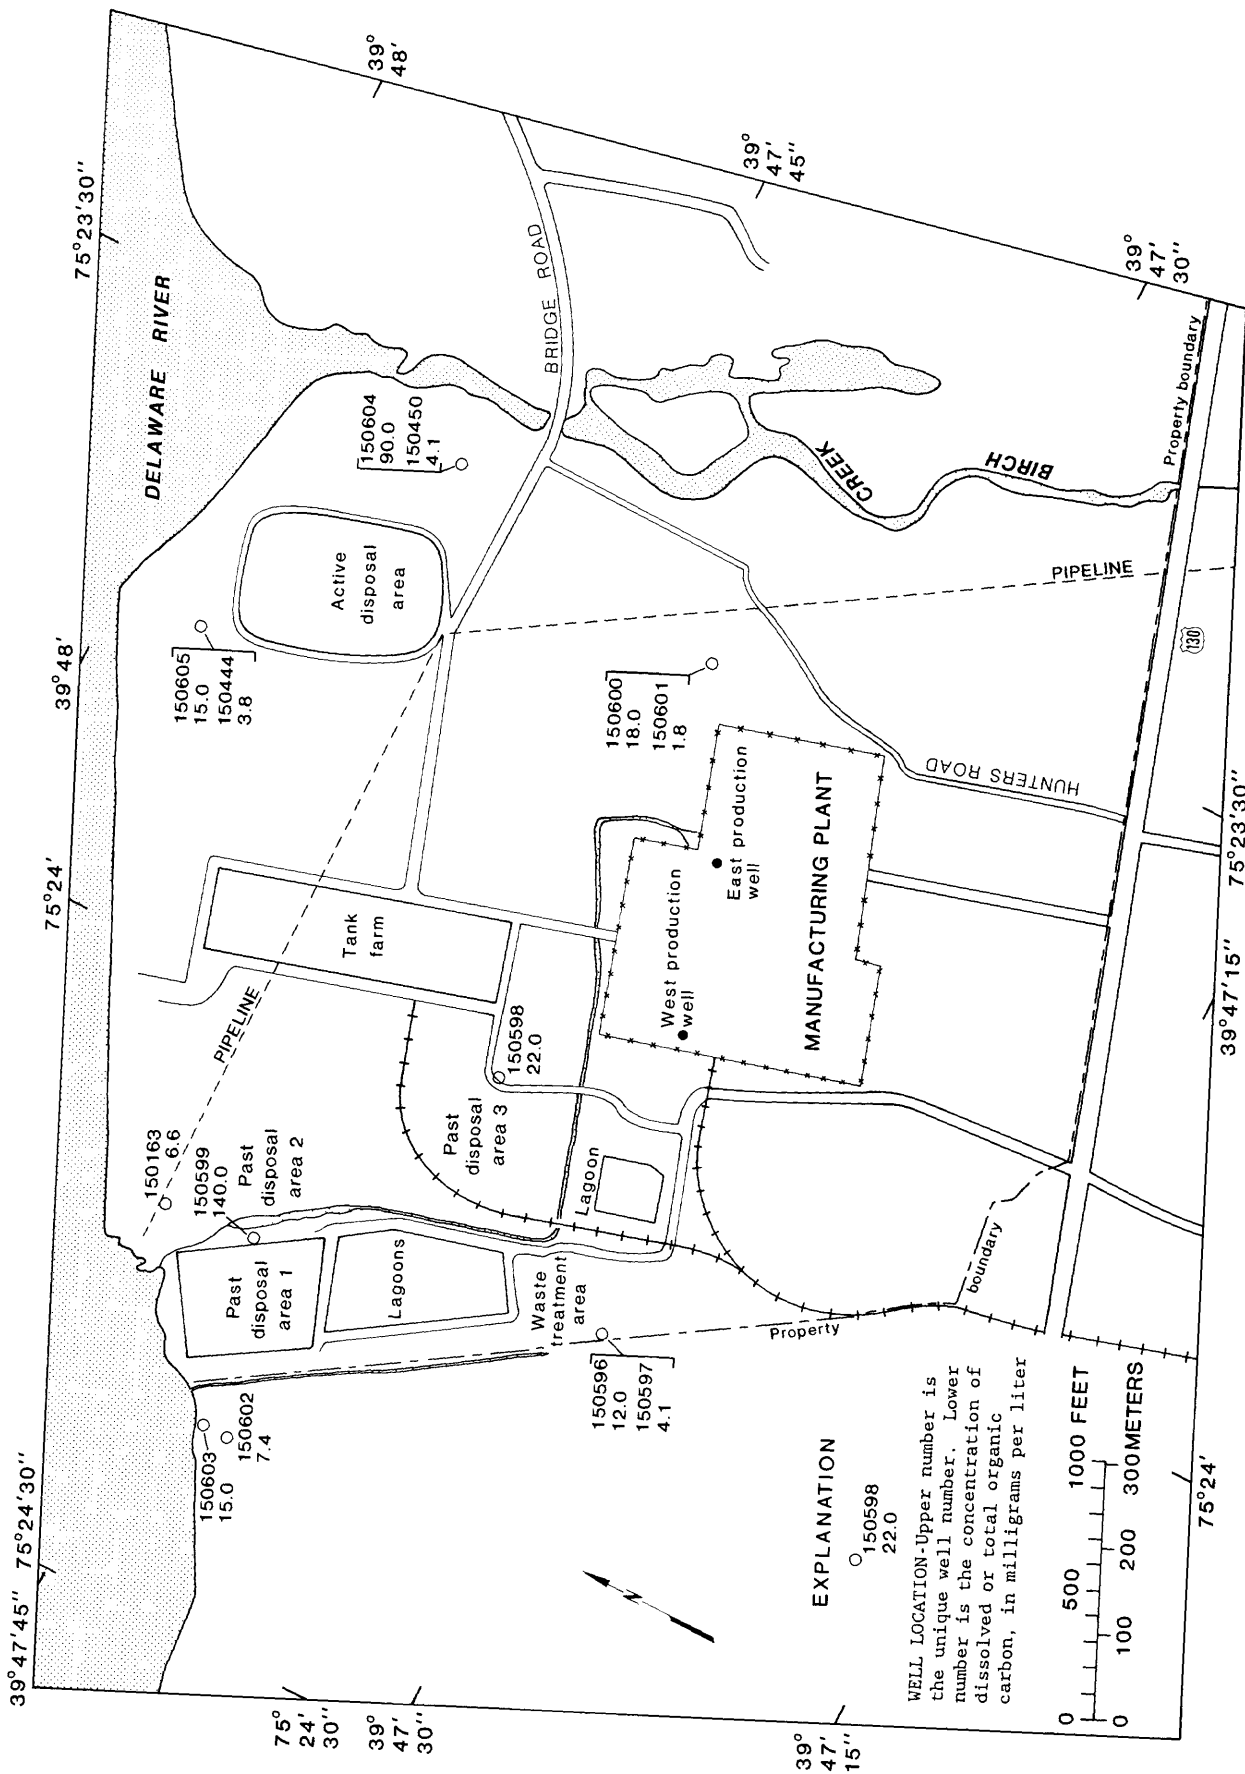 39°47'45"
75°24'30"
75°24'
39°48'
75°23'30"
39°
48'
39°
47'
45"
39°
47'
30"
75°
24'
30"
39°
47'
30"
39°
47'
15"
75°24'
39°47'15"
75°23'30"
DELAWARE RIVER
BRIDGE ROAD
150604
90.0
150450
4.1
Active
disposal
area
150605
15.0
150444
3.8
150600
18.0
150601
1.8
BIRCH
CREEK
Property boundary
PIPELINE
130
HUNTERS ROAD
Tank
farm
PIPELINE
East production
well
West production
well
MANUFACTURING PLANT
150598
22.0
Past
disposal
area 3
150163
6.6
150599
140.0
Past
disposal
area 2
Past
disposal
area 1
Lagoons
Lagoon
Waste
treatment
area
Property
boundary
150596
12.0
150597
4.1
150603
15.0
150602
7.4
N
EXPLANATION
150598
22.0
WELL LOCATION-Upper number is
the unique well number. Lower
number is the concentration of
dissolved or total organic
carbon, in milligrams per liter
0 500 1000 FEET
0 100 200 300 METERS